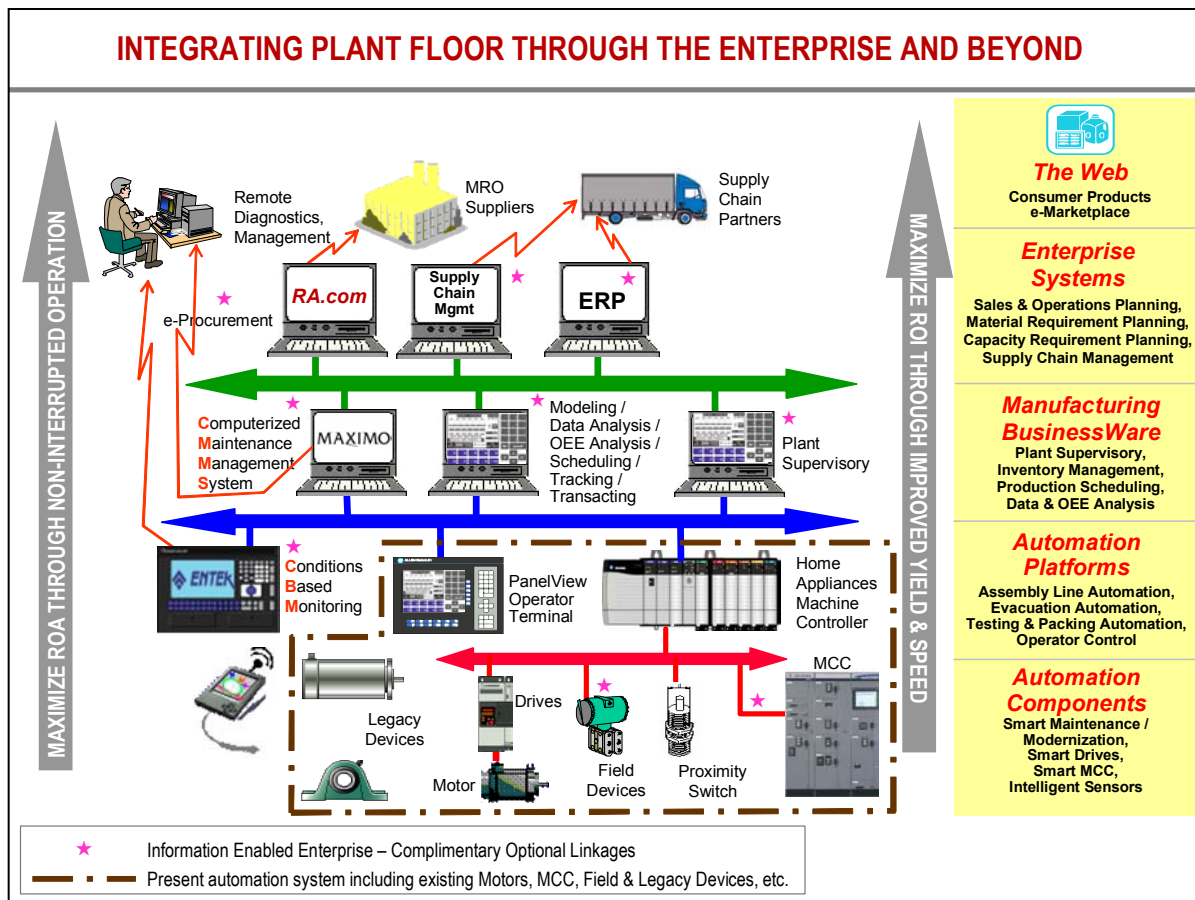 INTEGRATING PLANT FLOOR THROUGH THE ENTERPRISE AND BEYOND
MAXIMIZE ROA THROUGH NON-INTERRUPTED OPERATION
Remote
Diagnostics,
Management
MRO
Suppliers
Supply
Chain
Partners
RA.com
Supply
Chain
Mgmt
ERP
e-Procurement
Computerized
Maintenance
Management
System
MAXIMO
Modeling /
Data Analysis /
OEE Analysis /
Scheduling /
Tracking /
Transacting
Plant
Supervisory
ENTEK
Conditions
Based
Monitoring
PanelView
Operator
Terminal
Home
Appliances
Machine
Controller
Legacy
Devices
Drives
Motor
Field
Devices
Proximity
Switch
MCC
MAXIMIZE ROI THROUGH IMPROVED YIELD & SPEED
The Web
Consumer Products
e-Marketplace
Enterprise
Systems
Sales & Operations Planning,
Material Requirement Planning,
Capacity Requirement Planning,
Supply Chain Management
Manufacturing
BusinessWare
Plant Supervisory,
Inventory Management,
Production Scheduling,
Data & OEE Analysis
Automation
Platforms
Assembly Line Automation,
Evacuation Automation,
Testing & Packing Automation,
Operator Control
Automation
Components
Smart Maintenance /
Modernization,
Smart Drives,
Smart MCC,
Intelligent Sensors
Information Enabled Enterprise – Complimentary Optional Linkages
Present automation system including existing Motors, MCC, Field & Legacy Devices, etc.